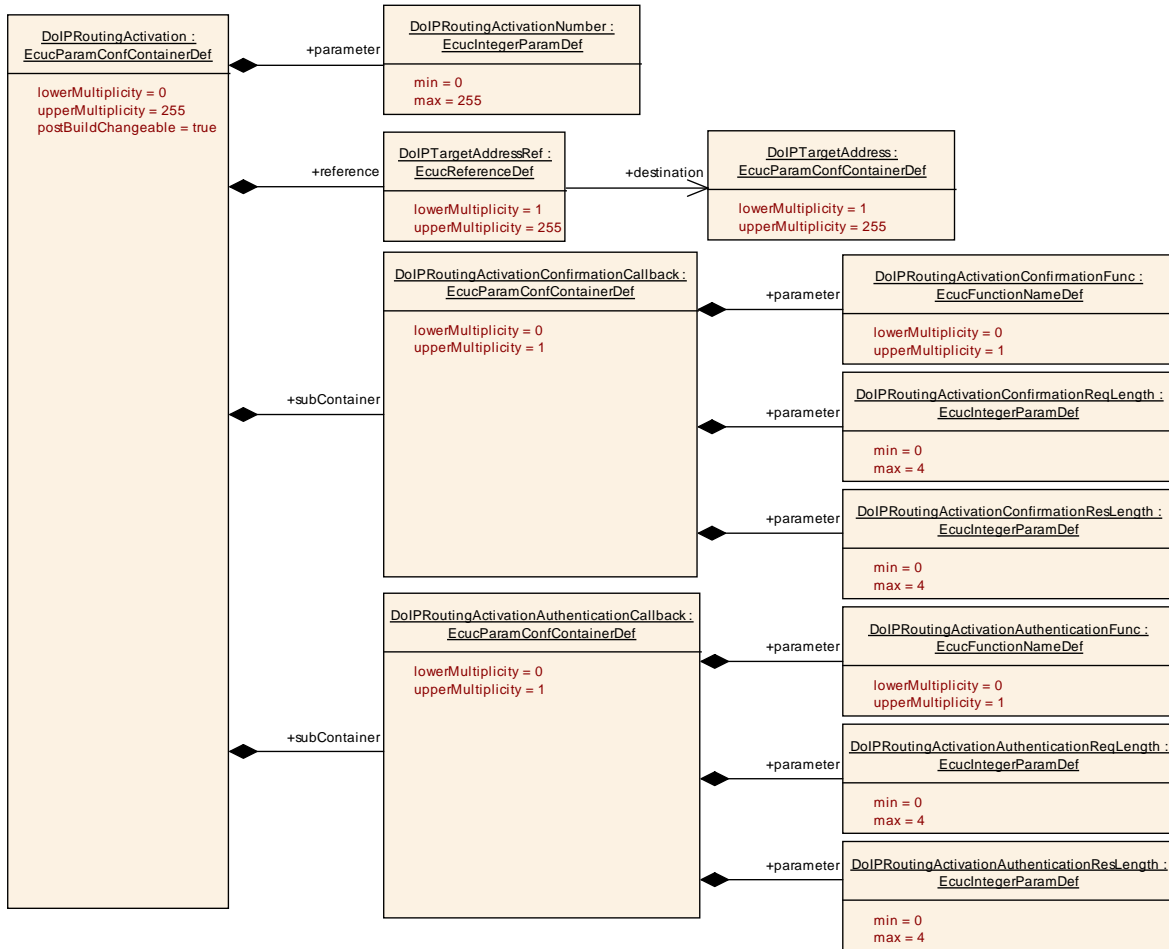 DoIPRoutingActivation :
EcucParamConfContainerDef
lowerMultiplicity = 0
upperMultiplicity = 255
postBuildChangeable = true
+parameter
DoIPRoutingActivationNumber :
EcucIntegerParamDef
min = 0
max = 255
+reference
DoIPTargetAddressRef :
EcucReferenceDef
lowerMultiplicity = 1
upperMultiplicity = 255
+destination
DoIPTargetAddress :
EcucParamConfContainerDef
lowerMultiplicity = 1
upperMultiplicity = 255
+subContainer
DoIPRoutingActivationConfirmationCallback :
EcucParamConfContainerDef
lowerMultiplicity = 0
upperMultiplicity = 1
+parameter
DoIPRoutingActivationConfirmationFunc :
EcucFunctionNameDef
lowerMultiplicity = 0
upperMultiplicity = 1
+parameter
DoIPRoutingActivationConfirmationReqLength :
EcucIntegerParamDef
min = 0
max = 4
+parameter
DoIPRoutingActivationConfirmationResLength :
EcucIntegerParamDef
min = 0
max = 4
+subContainer
DoIPRoutingActivationAuthenticationCallback :
EcucParamConfContainerDef
lowerMultiplicity = 0
upperMultiplicity = 1
+parameter
DoIPRoutingActivationAuthenticationFunc :
EcucFunctionNameDef
lowerMultiplicity = 0
upperMultiplicity = 1
+parameter
DoIPRoutingActivationAuthenticationReqLength :
EcucIntegerParamDef
min = 0
max = 4
+parameter
DoIPRoutingActivationAuthenticationResLength :
EcucIntegerParamDef
min = 0
max = 4